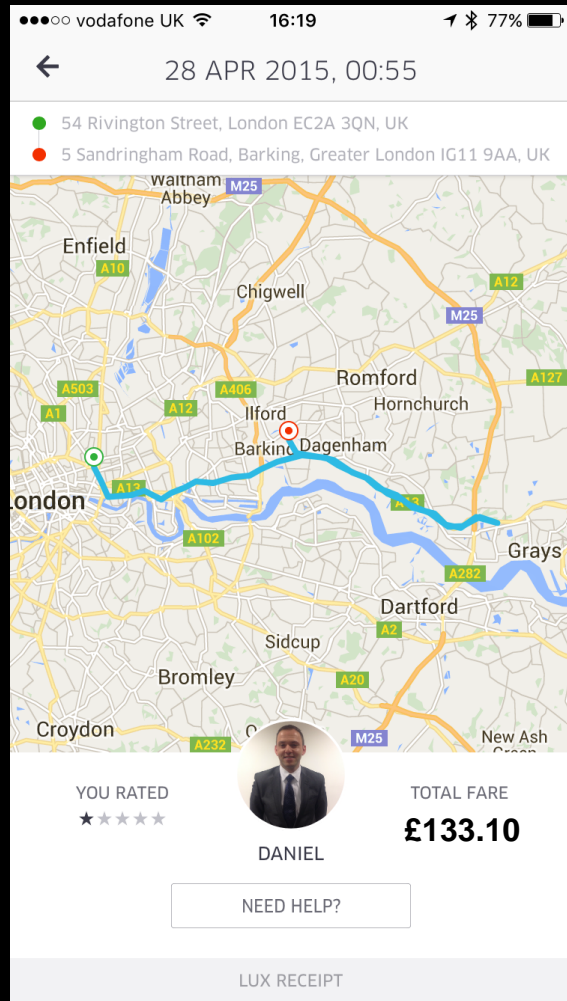 vodafone UK 16:19 77%
28 APR 2015, 00:55
54 Rivington Street, London EC2A 3QN, UK
5 Sandringham Road, Barking, Greater London IG11 9AA, UK
Waltham
Abbey
M25
Enfield
A10
Chigwell
A12
M25
Romford
A127
A503
A406
A1
A12
Ilford
Hornchurch
Barking
Dagenham
A13
London
A13
A102
Grays
A282
Dartford
A2
Sidcup
Bromley
A20
Croydon
A232
M25
New Ash
Green
YOU RATED
TOTAL FARE
£133.10
DANIEL
NEED HELP?
LUX RECEIPT